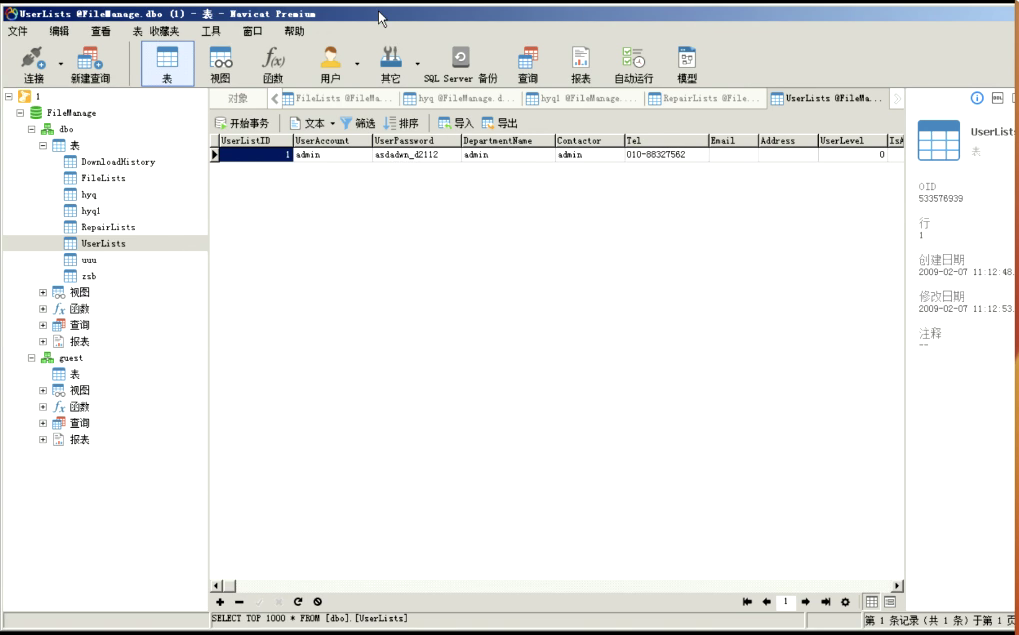 UserLists @FileManage.dbo (1) - 表 - Navicat Premium
文件 编辑 查看 表 收藏夹 工具 窗口 帮助
连接 新建查询 表 视图 函数 用户 其它 SQL Server 备份 查询 报表 自动运行 模型
对象 FileLists @FileMa... hyq @FileManage.d... hyq1 @FileManage.... RepairLists @File... UserLists @FileMa...
开始事务 文本 筛选 排序 导入 导出
UserListID UserAccount UserPassword DepartmentName Contactor Tel Email Address UserLevel IsA
1 admin asdadwn_d2112 admin admin 010-88327562 0
1
FileManage
dbo
表
DownloadHistory
FileLists
hyq
hyq1
RepairLists
UserLists
uuu
zsb
视图
函数
查询
报表
guest
表
视图
函数
查询
报表
UserLists
表
OID
533576939
行
1
创建日期
2009-02-07 11:12:48.
修改日期
2009-02-07 11:12:53.
注释
--
1
SELECT TOP 1000 * FROM [dbo].[UserLists]
第 1 条记录 (共 1 条) 于第 1 页